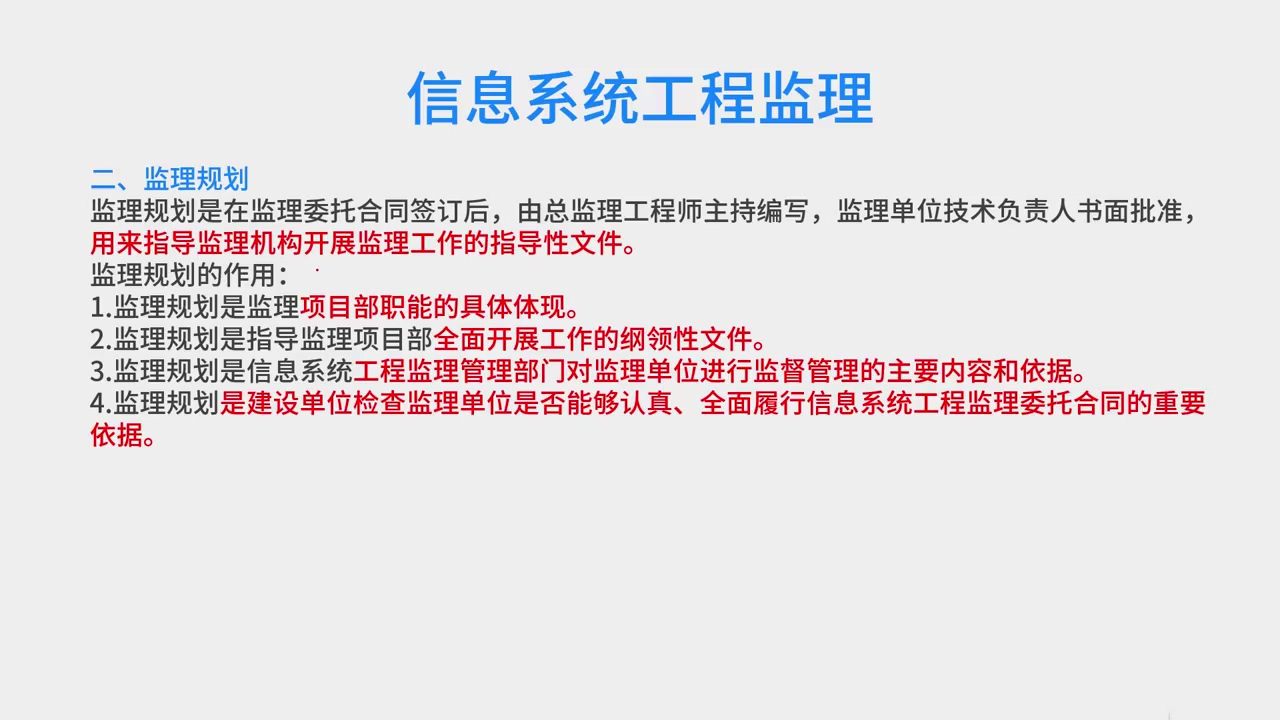 信息系统工程监理
二、监理规划
监理规划是在监理委托合同签订后，由总监理工程师主持编写，监理单位技术负责人书面批准，
用来指导监理机构开展监理工作的指导性文件。
监理规划的作用：
1.监理规划是监理项目部职能的具体体现。
2.监理规划是指导监理项目部全面开展工作的纲领性文件。
3.监理规划是信息系统工程监理管理部门对监理单位进行监督管理的主要内容和依据。
4.监理规划是建设单位检查监理单位是否能够认真、全面履行信息系统工程监理委托合同的重要
依据。